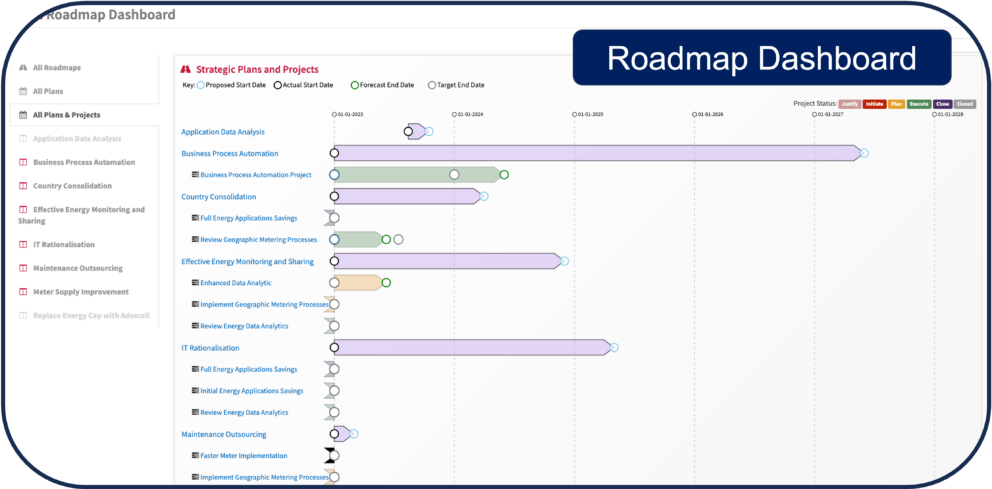 Roadmap Dashboard
Roadmap Dashboard
All Roadmaps
All Plans
All Plans & Projects
Application Data Analysis
Business Process Automation
Country Consolidation
Effective Energy Monitoring and
Sharing
IT Rationalisation
Maintenance Outsourcing
Meter Supply Improvement
Replace Energy Cap with Adexcell
Strategic Plans and Projects
Key: Proposed Start Date Actual Start Date Forecast End Date Target End Date
Project Status: Justify Initiate Plan Execute Close Closed
01-01-2023 01-01-2024 01-01-2025 01-01-2026 01-01-2027 01-01-2028
Application Data Analysis
Business Process Automation
Business Process Automation Project
Country Consolidation
Full Energy Applications Savings
Review Geographic Metering Processes
Effective Energy Monitoring and Sharing
Enhanced Data Analytic
Implement Geographic Metering Processes
Review Energy Data Analytics
IT Rationalisation
Full Energy Applications Savings
Initial Energy Applications Savings
Review Energy Data Analytics
Maintenance Outsourcing
Faster Meter Implementation
Implement Geographic Metering Processes